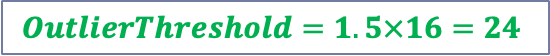 OutlierThreshold = 1.5×16 = 24